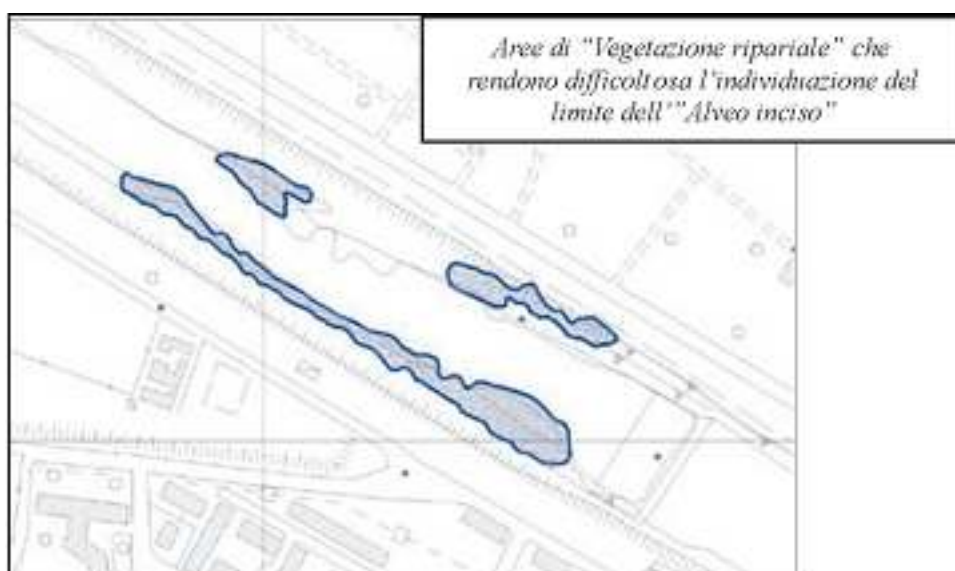 Aree di "Vegetazione ripariale" che
rendono difficoltosa l'individuazione del
limite dell'"Alveo inciso"